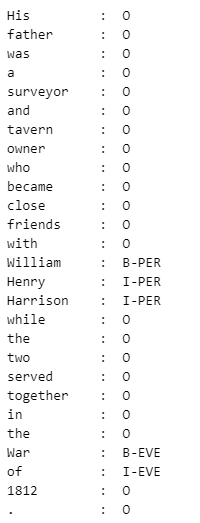 His : O
father : O
was : O
a : O
surveyor : O
and : O
tavern : O
owner : O
who : O
became : O
close : O
friends : O
with : O
William : B-PER
Henry : I-PER
Harrison : I-PER
while : O
the : O
two : O
served : O
together : O
in : O
the : O
War : B-EVE
of : I-EVE
1812 : O
. : O